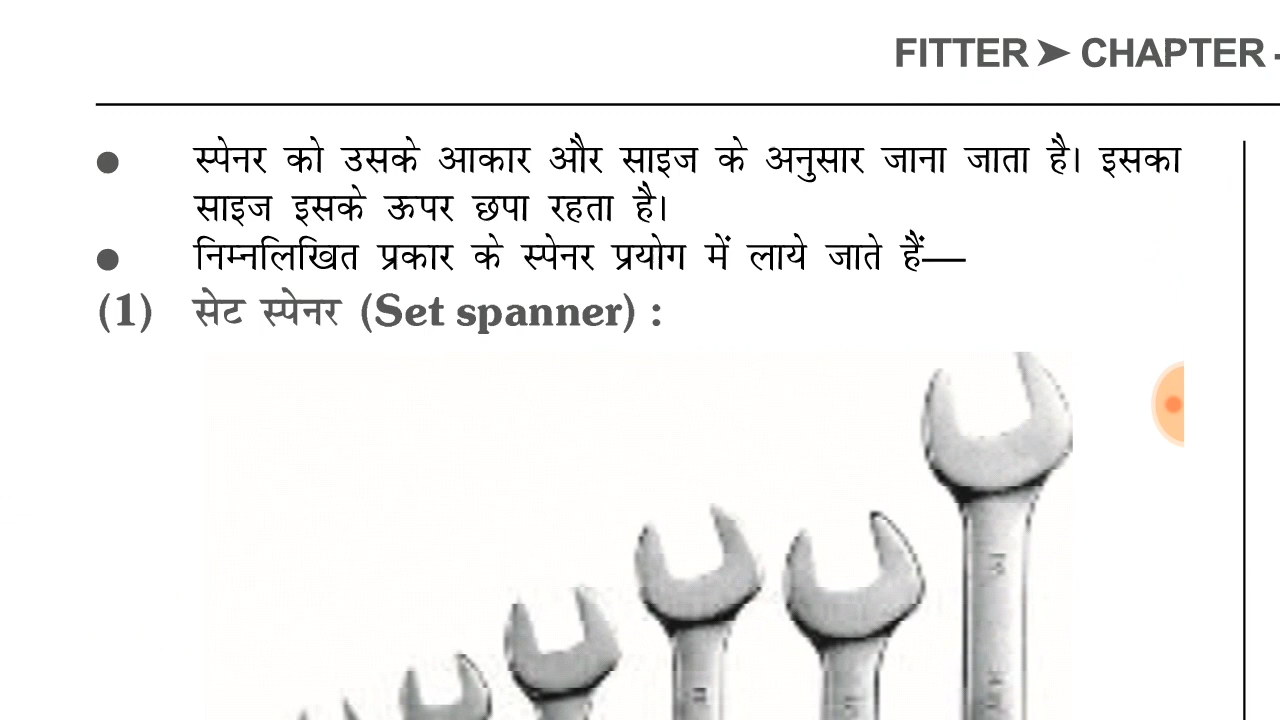 FITTER ➤ CHAPTER -
● स्पेनर को उसके आकार और साइज के अनुसार जाना जाता है। इसका
साइज इसके ऊपर छपा रहता है।
● निम्नलिखित प्रकार के स्पेनर प्रयोग में लाये जाते हैं—
(1) सेट स्पेनर (Set spanner) :